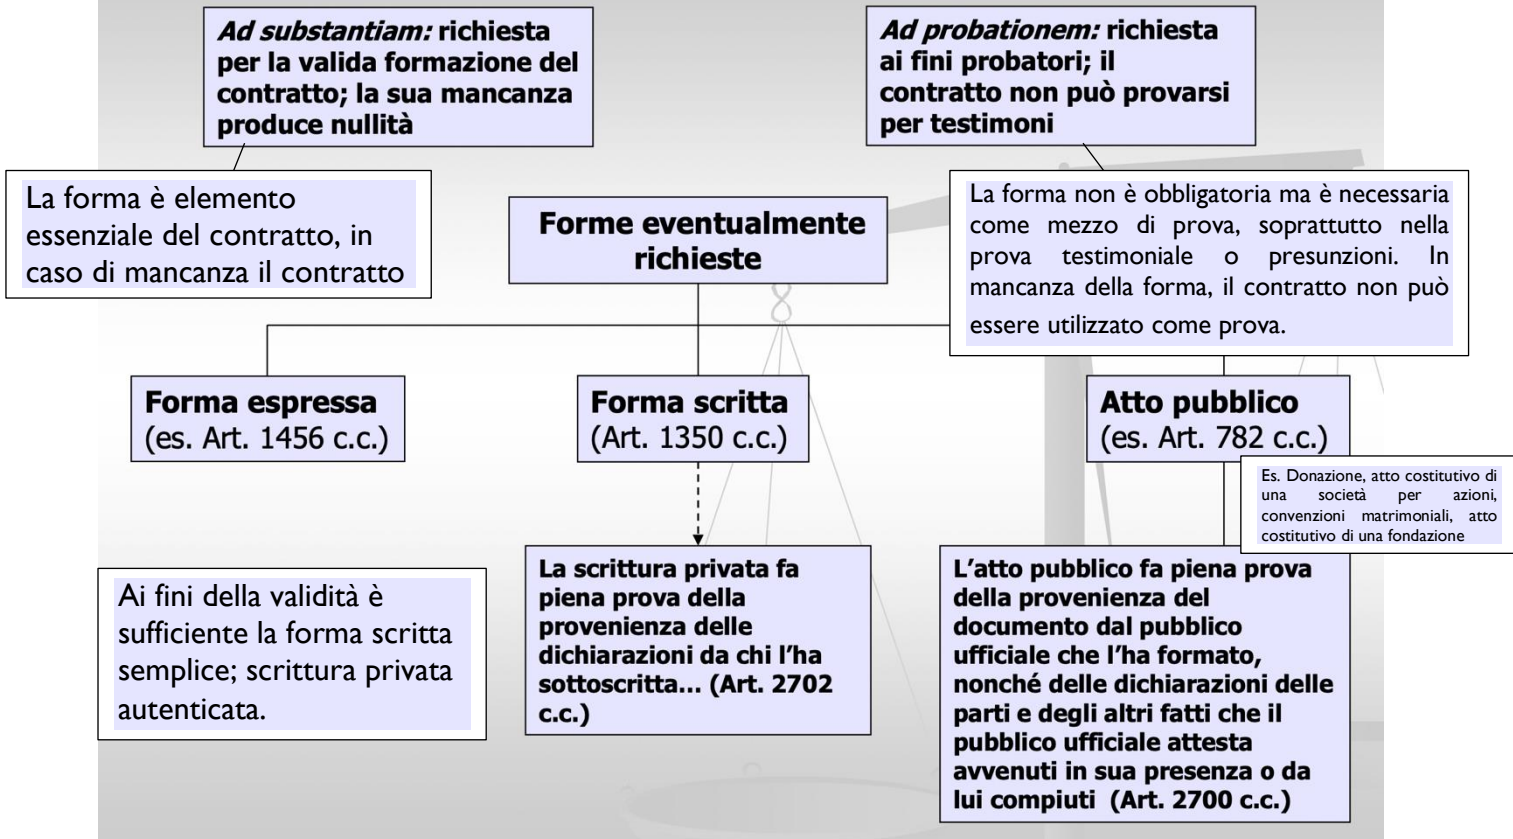 Ad substantiam: richiesta
per la valida formazione del
contratto; la sua mancanza
produce nullità
Ad probationem: richiesta
ai fini probatori; il
contratto non può provarsi
per testimoni
La forma è elemento
essenziale del contratto, in
caso di mancanza il contratto
Forme eventualmente
richieste
La forma non è obbligatoria ma è necessaria
come mezzo di prova, soprattutto nella
prova testimoniale o presunzioni. In
mancanza della forma, il contratto non può
essere utilizzato come prova.
Forma espressa
(es. Art. 1456 c.c.)
Forma scritta
(Art. 1350 c.c.)
Atto pubblico
(es. Art. 782 c.c.)
Es. Donazione, atto costitutivo di
una società per azioni,
convenzioni matrimoniali, atto
costitutivo di una fondazione
Ai fini della validità è
sufficiente la forma scritta
semplice; scrittura privata
autenticata.
La scrittura privata fa
piena prova della
provenienza delle
dichiarazioni da chi l'ha
sottoscritta... (Art. 2702
c.c.)
L'atto pubblico fa piena prova
della provenienza del
documento dal pubblico
ufficiale che l'ha formato,
nonché delle dichiarazioni delle
parti e degli altri fatti che il
pubblico ufficiale attesta
avvenuti in sua presenza o da
lui compiuti (Art. 2700 c.c.)